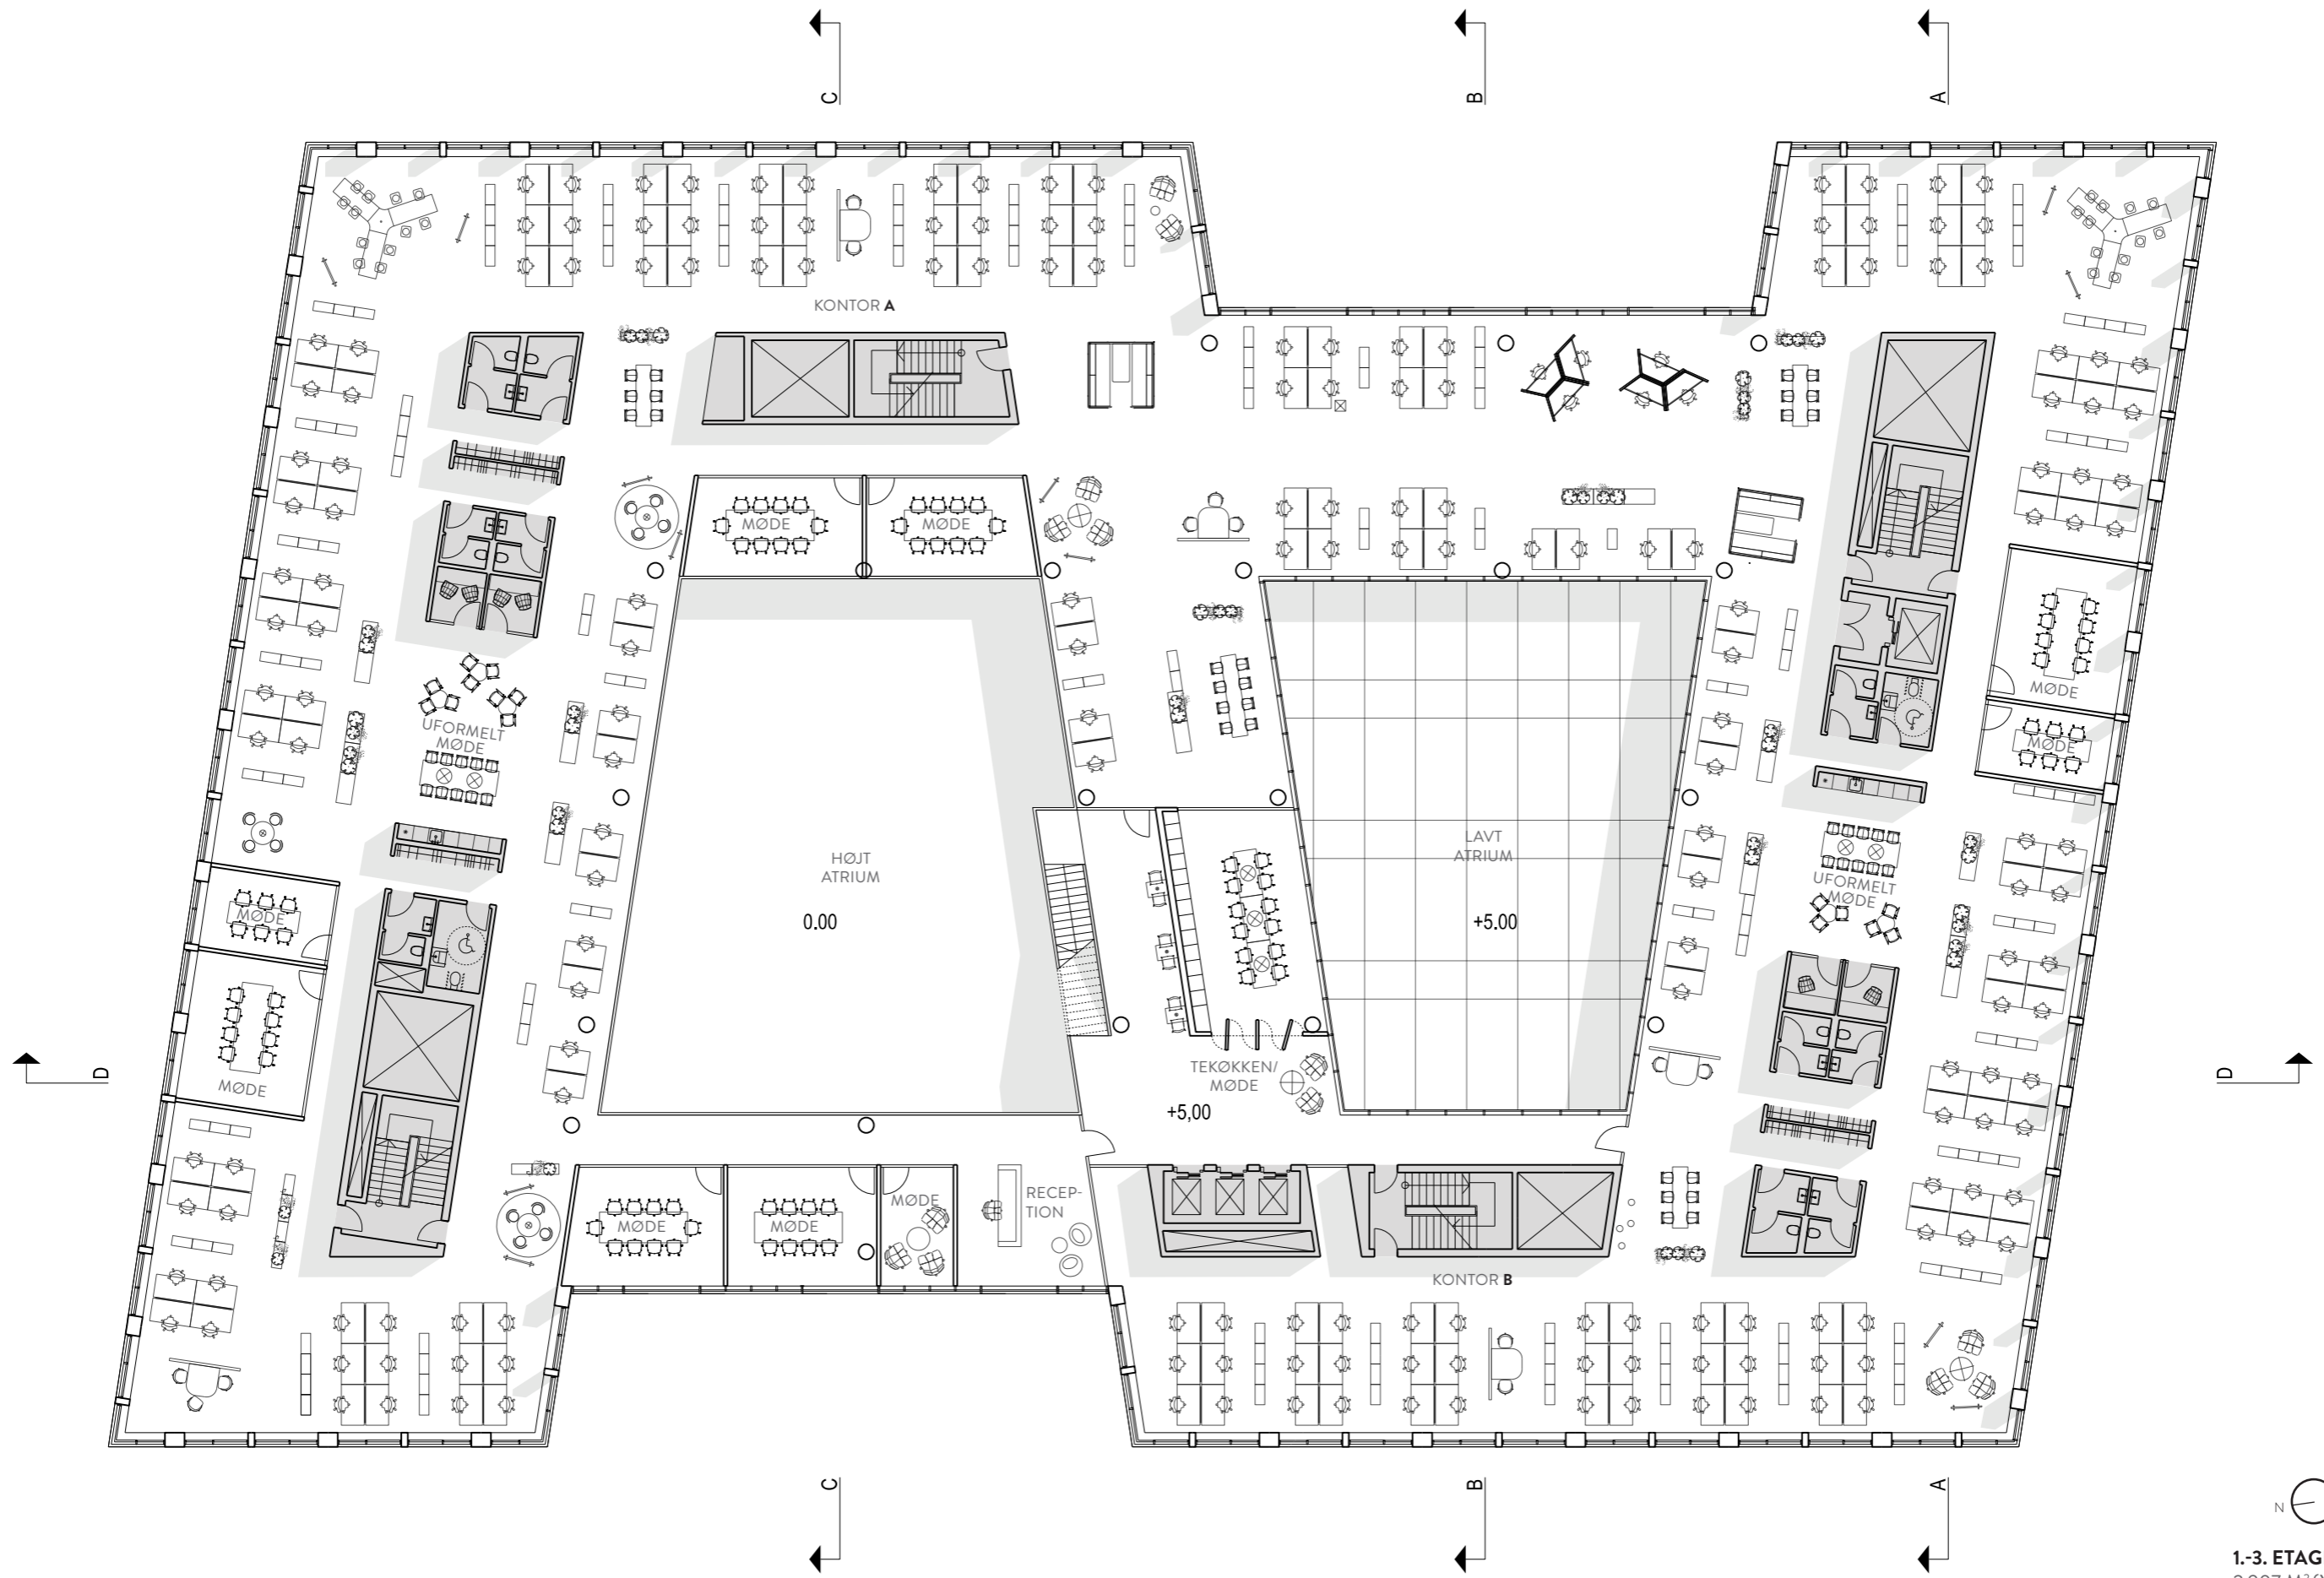 C
B
A
KONTOR A
MØDE
MØDE
MØDE
MØDE
UFORMELT
MØDE
HØJT
ATRIUM
0.00
LAVT
ATRIUM
+5.00
UFORMELT
MØDE
MØDE
MØDE
D
D
TEKØKKEN/
MØDE
+5,00
MØDE
MØDE
MØDE
RECEP-
TION
KONTOR B
C
B
A
N
1.-3. ETAG